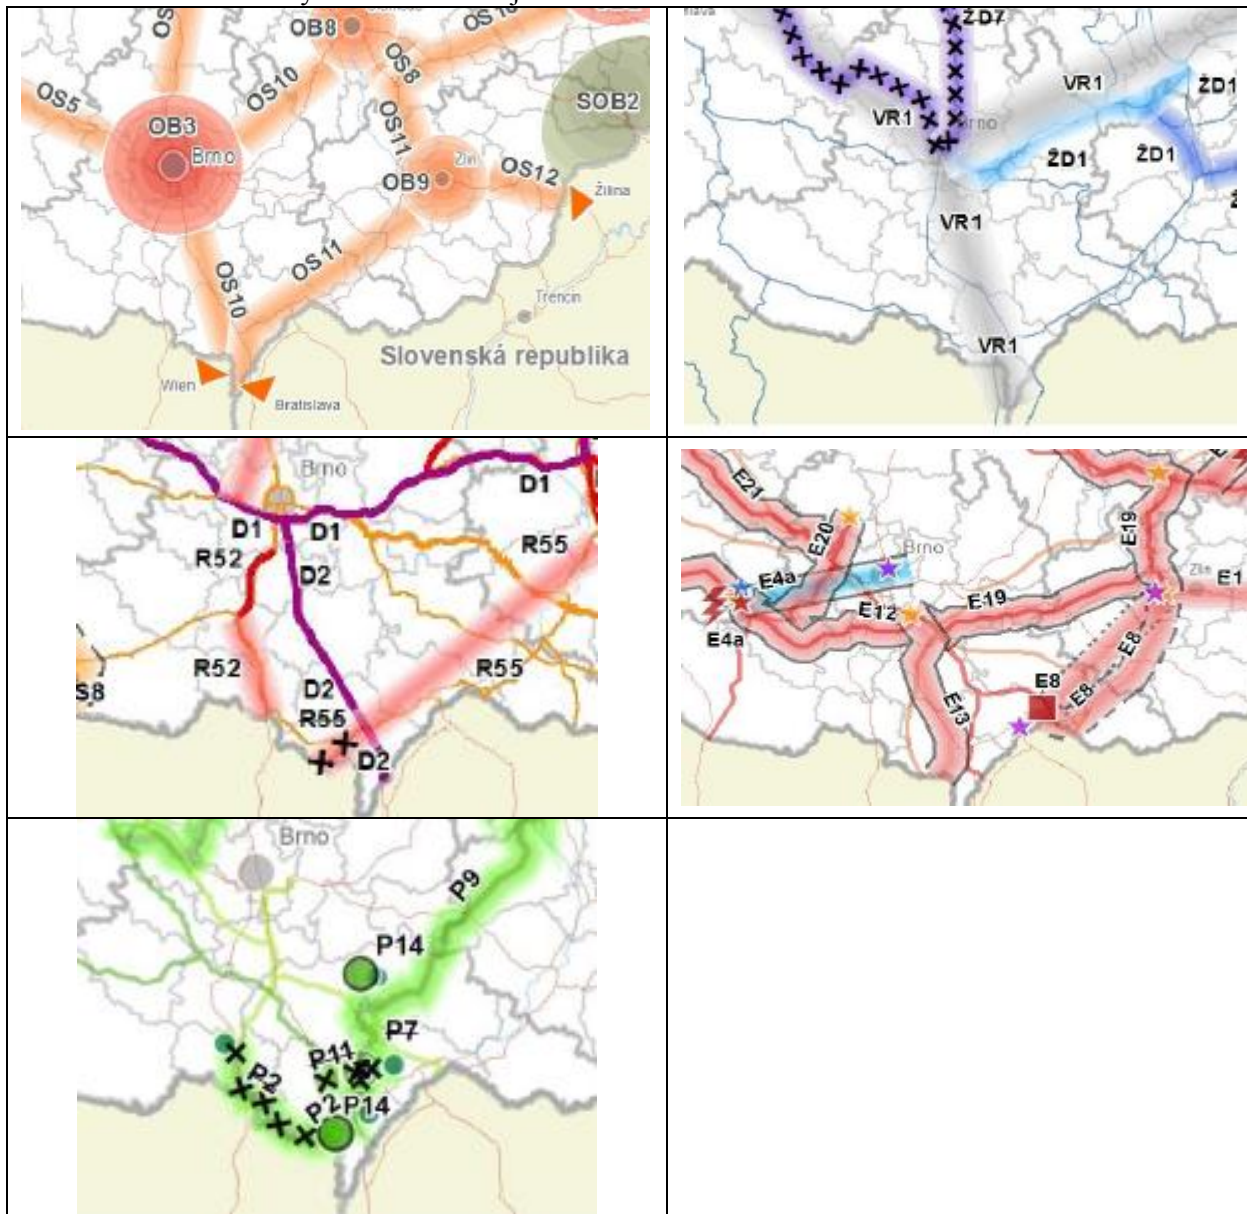 OB8
OS8
OS10
OS5
OB3
Brno
OS11
Zlín
SOB2
OB9
OS12
Žilina
OS11
OS10
Trenčín
Slovenská republika
Wien
Bratislava
ŽD7
VR1
ŽD1
VR1
Brno
ŽD1
ŽD1
VR1
VR1
Brno
D1
D1
D1
R52
R55
D2
R52
R55
D2
R55
D2
E21
E20
Brno
E19
E4a
Zlín
E12
E19
E4a
E8
E8
E8
E13
Brno
P9
P14
P7
P11
P2
P2
P14